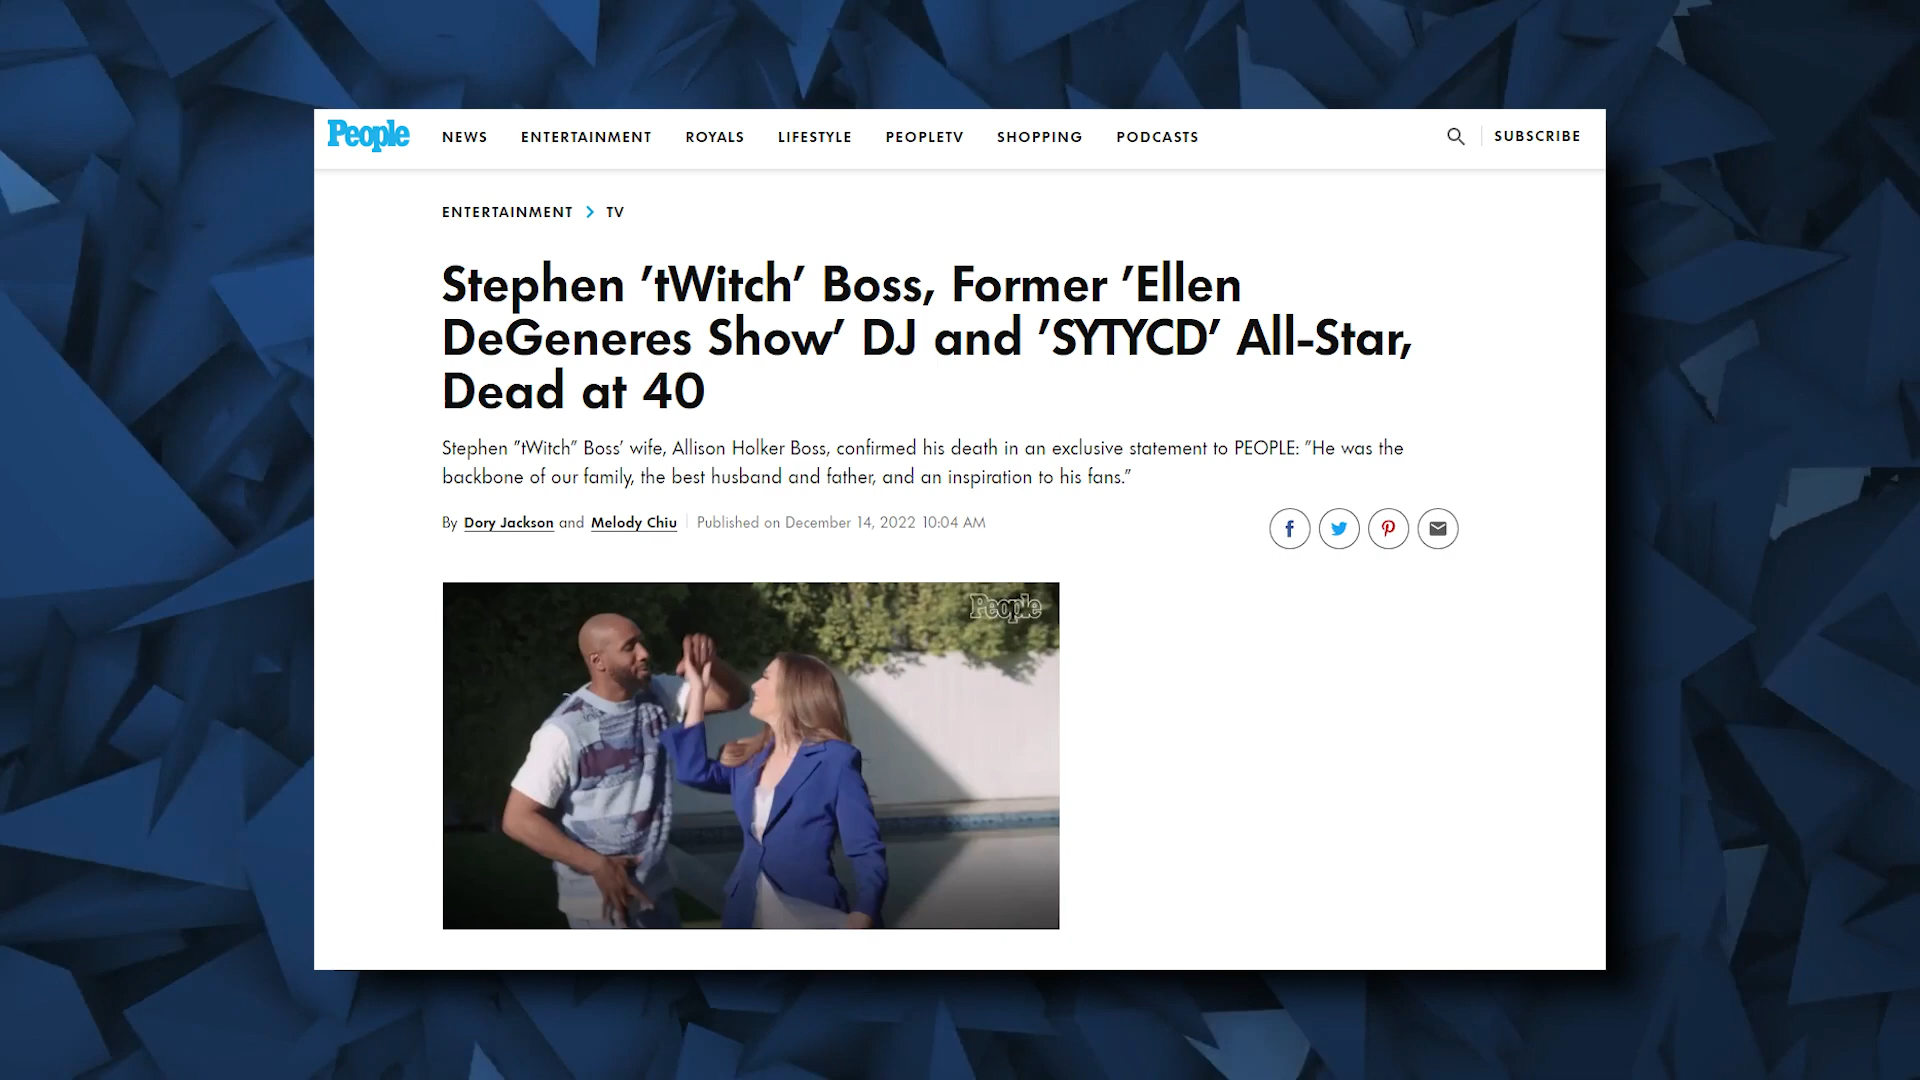 People NEWS ENTERTAINMENT ROYALS LIFESTYLE PEOPLETV SHOPPING PODCASTS SUBSCRIBE
ENTERTAINMENT > TV
Stephen ’tWitch’ Boss, Former ’Ellen
DeGeneres Show’ DJ and ’SYTYCD’ All-Star,
Dead at 40
Stephen ”tWitch” Boss’ wife, Allison Holker Boss, confirmed his death in an exclusive statement to PEOPLE: ”He was the
backbone of our family, the best husband and father, and an inspiration to his fans.”
By Dory Jackson and Melody Chiu | Published on December 14, 2022 10:04 AM
People